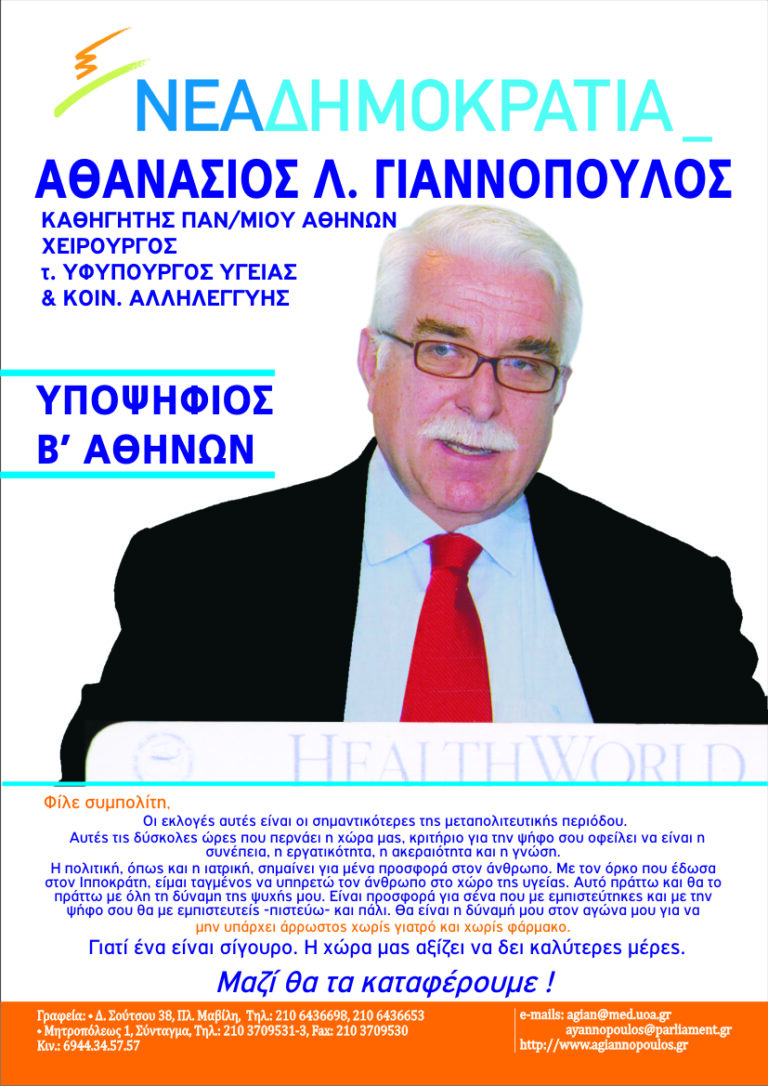 ΝΕΑΔΗΜΟΚΡΑΤΙΑ_
ΑΘΑΝΑΣΙΟΣ Λ. ΓΙΑΝΝΟΠΟΥΛΟΣ
ΚΑΘΗΓΗΤΗΣ ΠΑΝ/ΜΙΟΥ ΑΘΗΝΩΝ
ΧΕΙΡΟΥΡΓΟΣ
τ. ΥΦΥΠΟΥΡΓΟΣ ΥΓΕΙΑΣ
& ΚΟΙΝ. ΑΛΛΗΛΕΓΓΥΗΣ
ΥΠΟΨΗΦΙΟΣ
Β’ ΑΘΗΝΩΝ
HEALTHWORLD
Φίλε συμπολίτη,
Οι εκλογές αυτές είναι οι σημαντικότερες της μεταπολιτευτικής περιόδου.
Αυτές τις δύσκολες ώρες που περνάει η χώρα μας, κριτήριο για την ψήφο σου οφείλει να είναι η
συνέπεια, η εργατικότητα, η ακεραιότητα και η γνώση.
Η πολιτική, όπως και η ιατρική, σημαίνει για μένα προσφορά στον άνθρωπο. Με τον όρκο που έδωσα
στον Ιπποκράτη, είμαι ταγμένος να υπηρετώ τον άνθρωπο στο χώρο της υγείας. Αυτό πράττω και θα το
πράττω με όλη τη δύναμη της ψυχής μου. Είναι προσφορά για σένα που με εμπιστεύτηκες και με την
ψήφο σου θα με εμπιστευτείς -πιστεύω- και πάλι. Θα είναι η δύναμή μου στον αγώνα μου για να
μην υπάρχει άρρωστος χωρίς γιατρό και χωρίς φάρμακο.
Γιατί ένα είναι σίγουρο. Η χώρα μας αξίζει να δει καλύτερες μέρες.
Μαζί θα τα καταφέρουμε !
Γραφεία: • Δ. Σούτσου 38, Πλ. Μαβίλη, Τηλ.: 210 6436698, 210 6436653
• Μητροπόλεως 1, Σύνταγμα, Τηλ.: 210 3709531-3, Fax: 210 3709530
Κιν.: 6944.34.57.57
e-mails: agian@med.uoa.gr
ayannopoulos@parliament.gr
http://www.agiannopoulos.gr